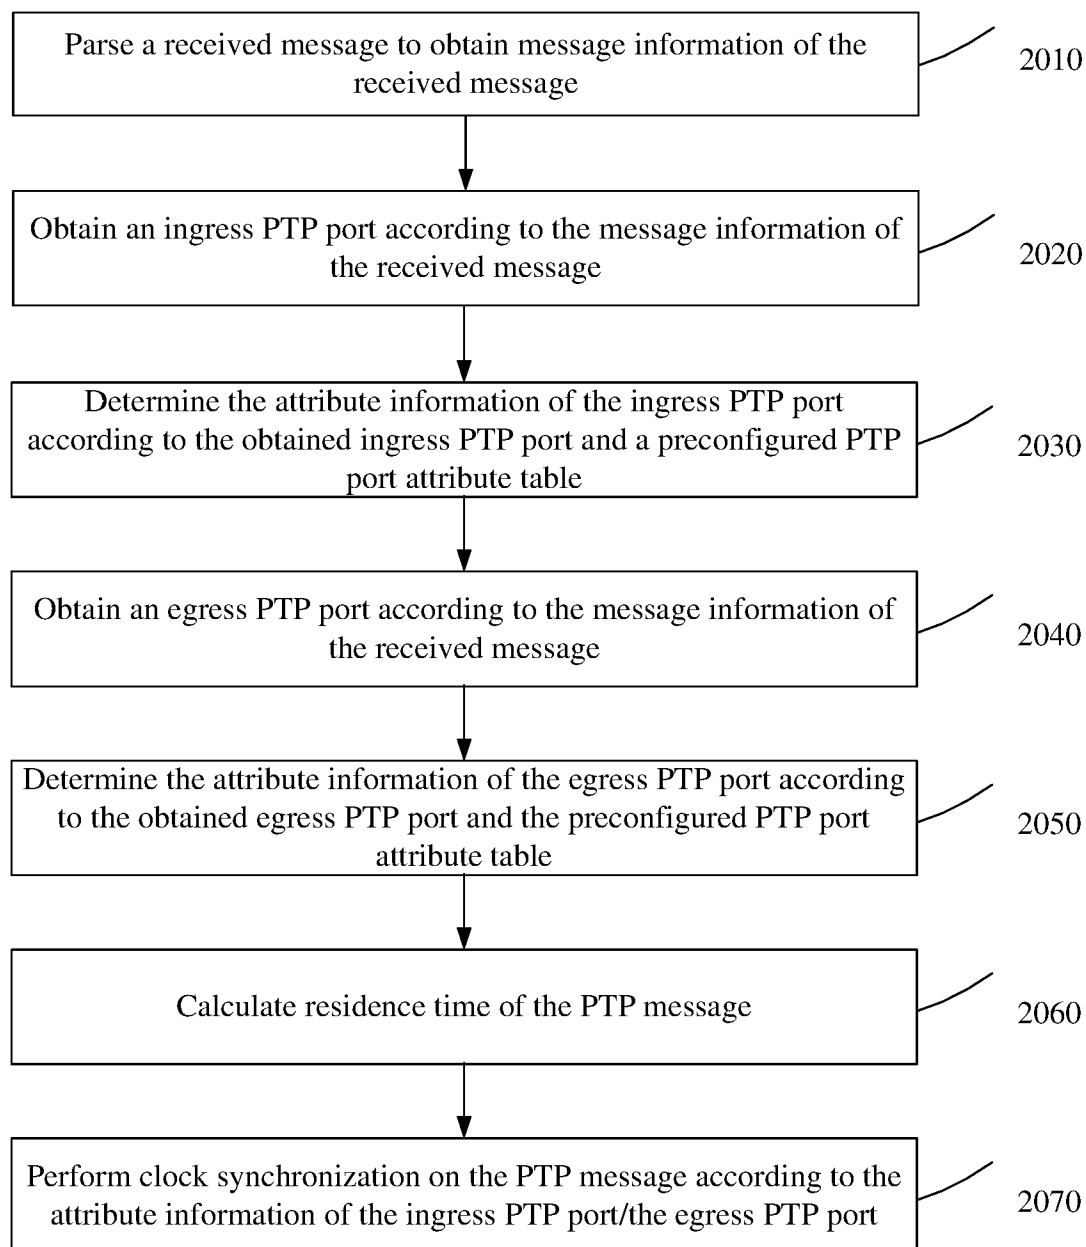 Parse a received message to obtain message information of the
received message
2010
Obtain an ingress PTP port according to the message information of
the received message
2020
Determine the attribute information of the ingress PTP port
according to the obtained ingress PTP port and a preconfigured PTP
port attribute table
2030
Obtain an egress PTP port according to the message information of
the received message
2040
Determine the attribute information of the egress PTP port according
to the obtained egress PTP port and the preconfigured PTP port
attribute table
2050
Calculate residence time of the PTP message
2060
Perform clock synchronization on the PTP message according to the
attribute information of the ingress PTP port/the egress PTP port
2070